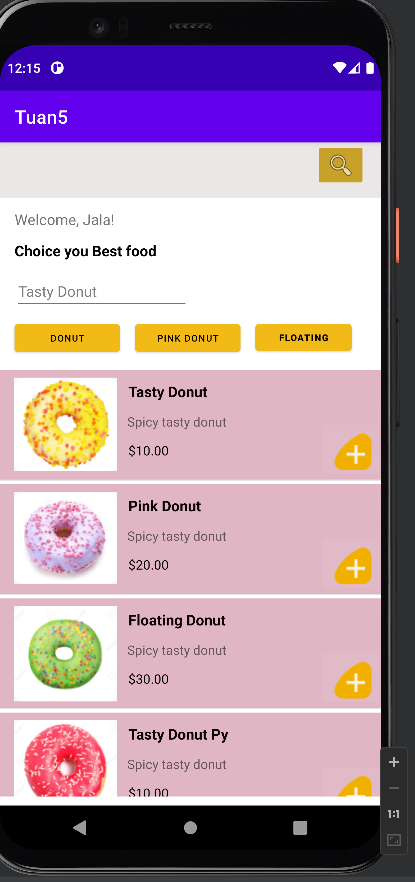 12:15
Tuan5
Welcome, Jala!
Choice you Best food
Tasty Donut
DONUT
PINK DONUT
FLOATING
Tasty Donut
Spicy tasty donut
$10.00
Pink Donut
Spicy tasty donut
$20.00
Floating Donut
Spicy tasty donut
$30.00
Tasty Donut Py
Spicy tasty donut
$10.00
1:1